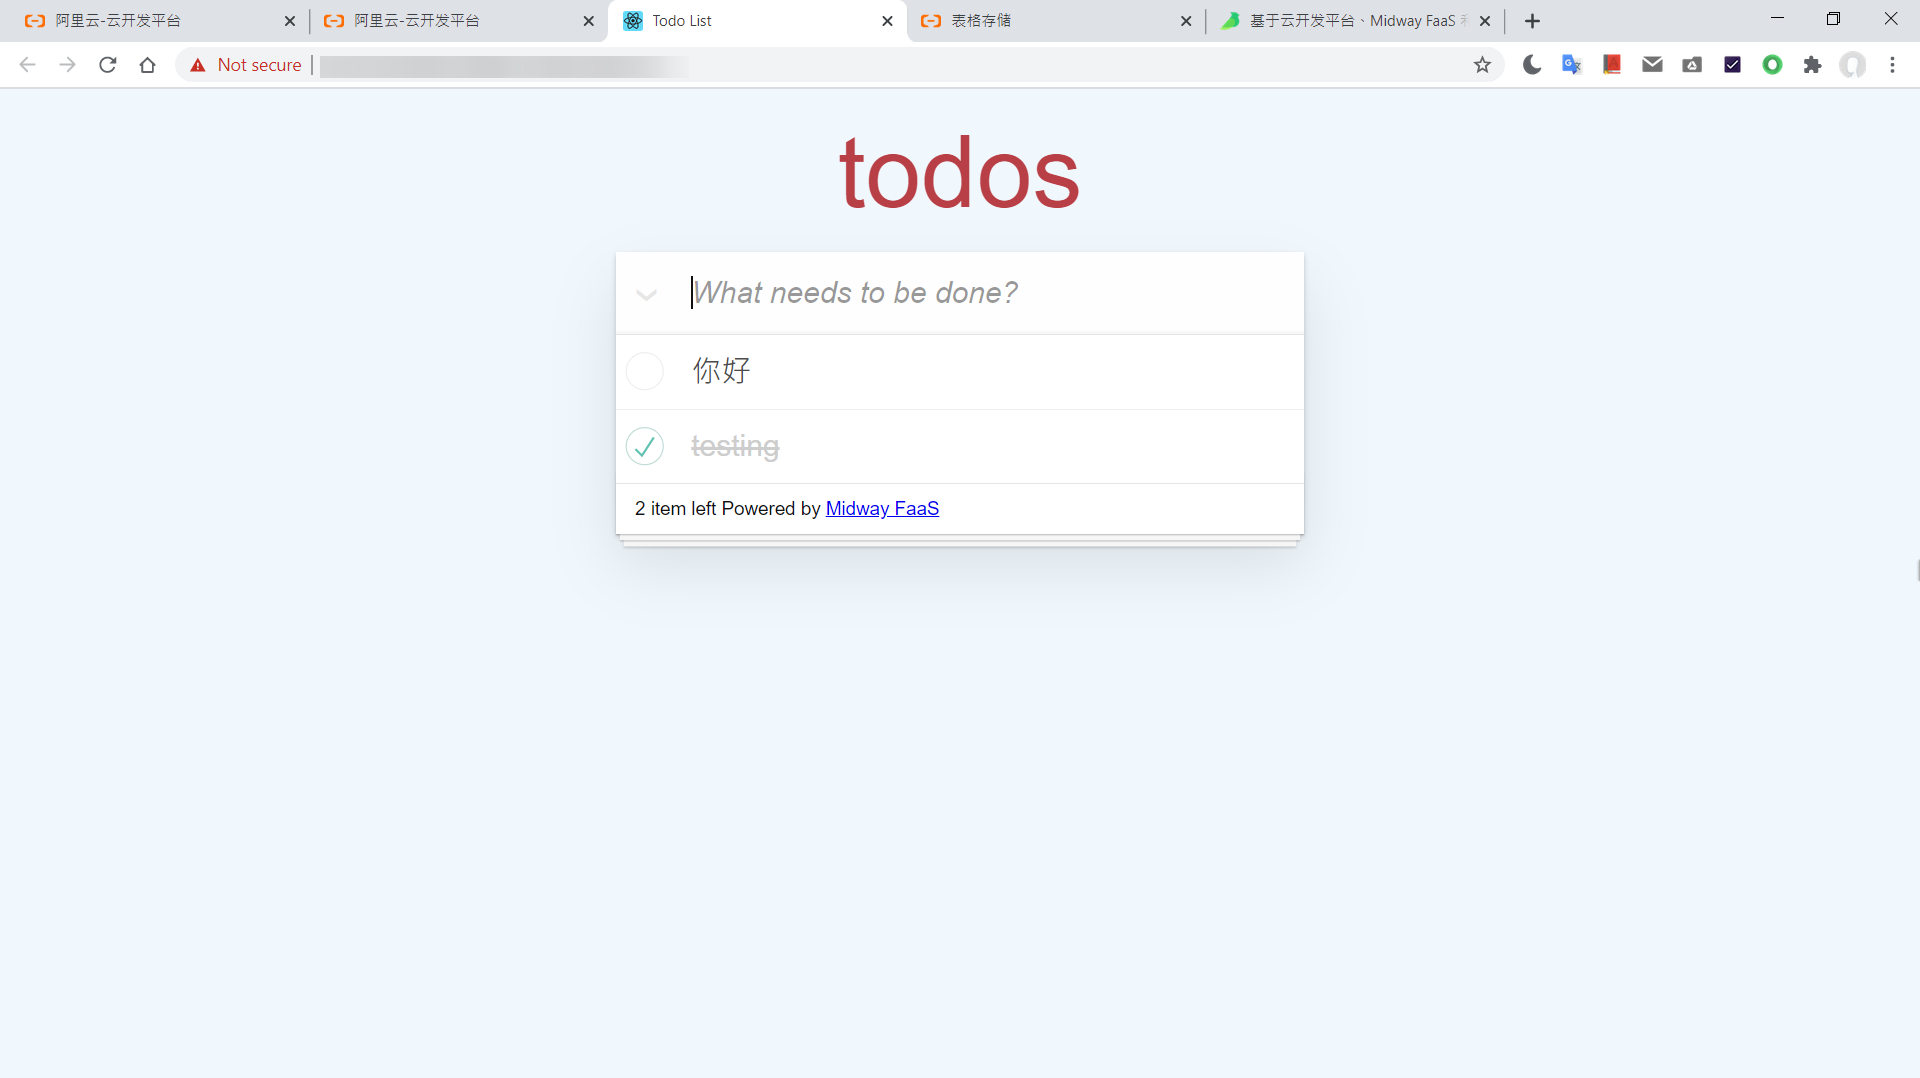 阿里云-云开发平台
阿里云-云开发平台
Todo List
表格存储
基于云开发平台、Midway FaaS
Not secure
todos
What needs to be done?
你好
testing
2 item left Powered by Midway FaaS